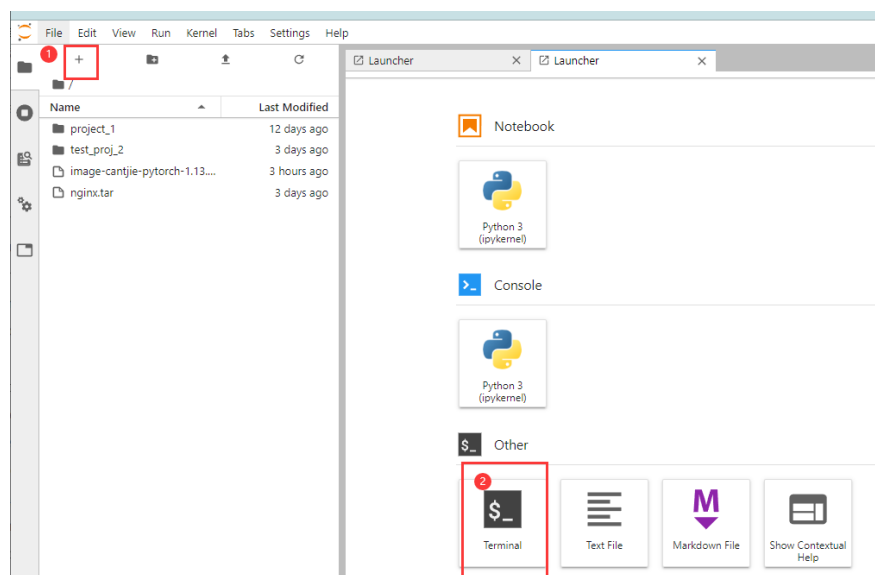 File Edit View Run Kernel Tabs Settings Help
1
Launcher Launcher
/
Name Last Modified
project_1 12 days ago
test_proj_2 3 days ago
image-cantjie-pytorch-1.13.... 3 hours ago
nginx.tar 3 days ago
Notebook
Python 3
(ipykernel)
Console
Python 3
(ipykernel)
$_ Other
2
$_
M
Terminal Text File Markdown File Show Contextual
Help